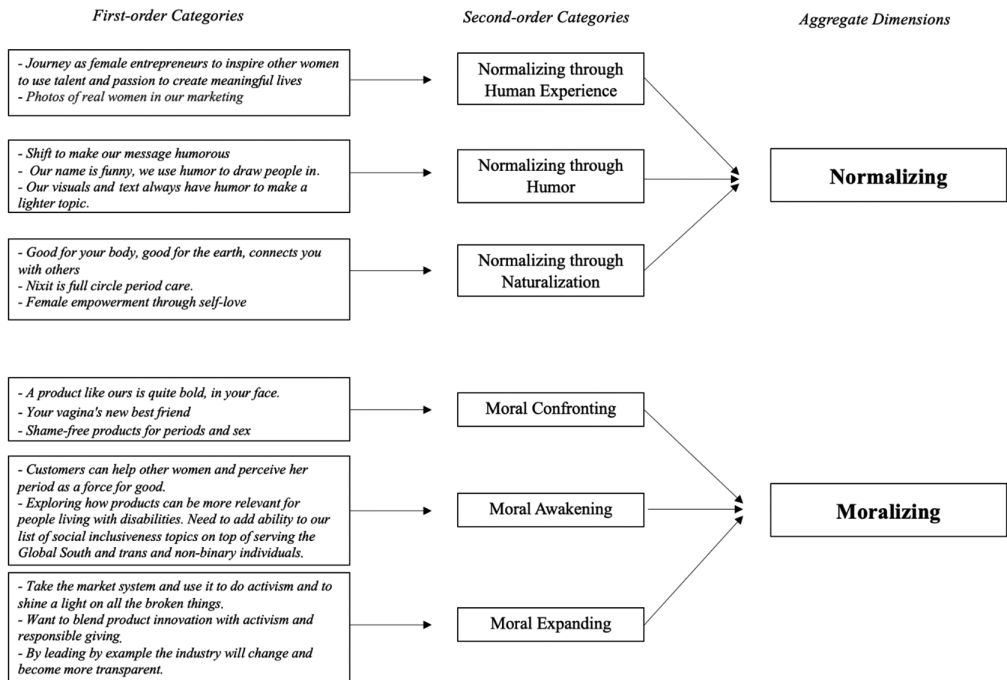 First-order Categories
Second-order Categories
Aggregate Dimensions
- Journey as female entrepreneurs to inspire other women
to use talent and passion to create meaningful lives
- Photos of real women in our marketing
Normalizing through
Human Experience
- Shift to make our message humorous
- Our name is funny, we use humor to draw people in.
- Our visuals and text always have humor to make a
lighter topic.
Normalizing through
Humor
Normalizing
- Good for your body, good for the earth, connects you
with others
- Nixit is full circle period care.
- Female empowerment through self-love
Normalizing through
Naturalization
- A product like ours is quite bold, in your face.
- Your vagina's new best friend
- Shame-free products for periods and sex
Moral Confronting
- Customers can help other women and perceive her
period as a force for good.
- Exploring how products can be more relevant for
people living with disabilities. Need to add ability to our
list of social inclusiveness topics on top of serving the
Global South and trans and non-binary individuals.
Moral Awakening
Moralizing
- Take the market system and use it to do activism and to
shine a light on all the broken things.
- Want to blend product innovation with activism and
responsible giving.
- By leading by example the industry will change and
become more transparent.
Moral Expanding